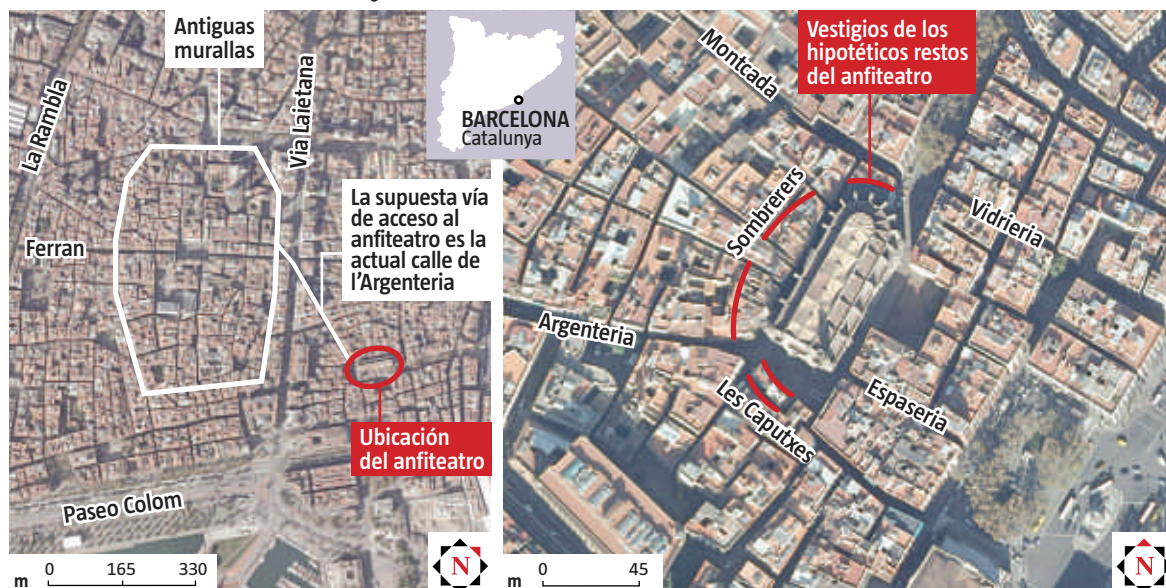 Antiguas
murallas
La Rambla
Via Laietana
BARCELONA
Catalunya
Ferran
La supuesta vía
de acceso al
anfiteatro es la
actual calle de
l'Argenteria
Ubicación
del anfiteatro
Paseo Colom
m 0 165 330
N
Vestigios de los
hipotéticos restos
del anfiteatro
Montcada
Sombrerers
Vidrieria
Argenteria
Espaseria
Les Caputxes
m 0 45
N